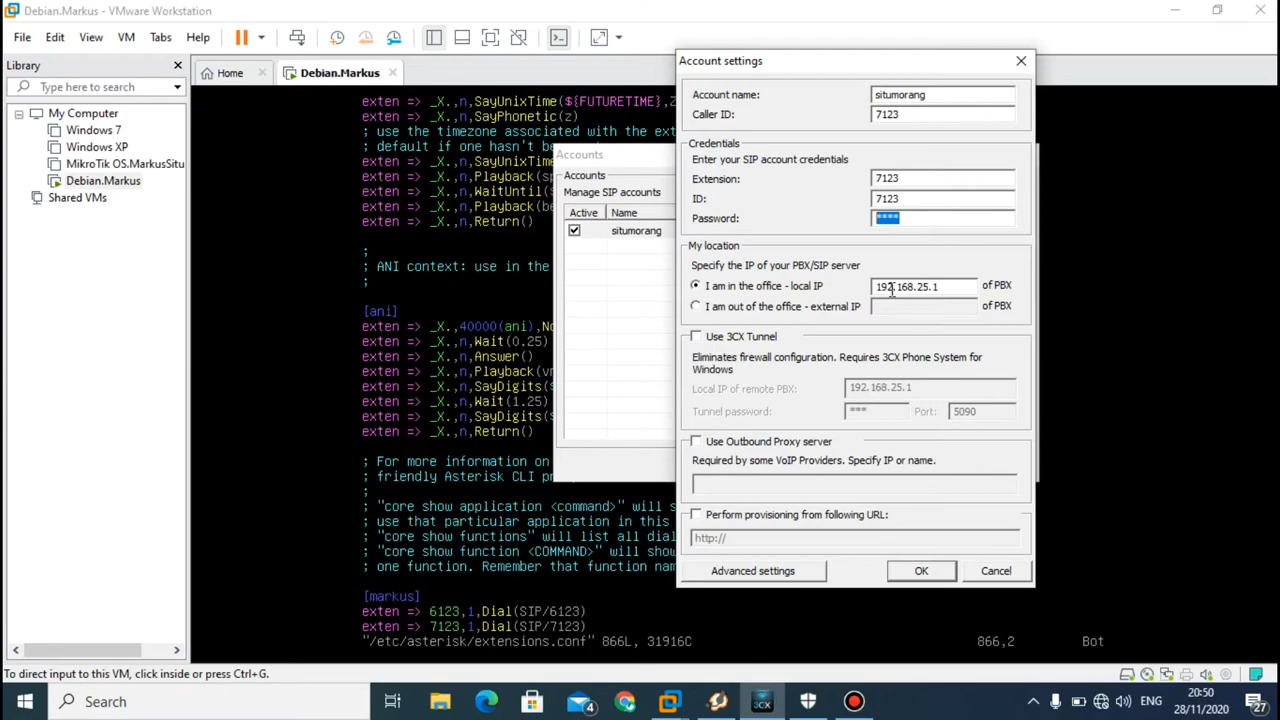 Debian.Markus - VMware Workstation
File Edit View VM Tabs Help
Library
Type here to search
My Computer
Windows 7
Windows XP
MikroTik OS.MarkusSitu
Debian.Markus
Shared VMs
Home
Debian.Markus
exten => _X.,n,SayUnixTime(${FUTURETIME},Z
exten => _X.,n,SayPhonetic(z)
; use the timezone associated with the ext
; default if one hasn't be
exten => _X.,n,SayUnixTime
exten => _X.,n,Playback(sp
exten => _X.,n,WaitUntil($
exten => _X.,n,Playback(be
exten => _X.,n,Return()
;
; ANI context: use in the
;
[ani]
exten => _X.,40000(ani),No
exten => _X.,n,Wait(0.25)
exten => _X.,n,Answer()
exten => _X.,n,Playback(vm
exten => _X.,n,SayDigits($
exten => _X.,n,Wait(1.25)
exten => _X.,n,SayDigits($
exten => _X.,n,Return()
; For more information on
; friendly Asterisk CLI pr
;
; "core show application <command>" will s
; use that particular application in this
; "core show functions" will list all dial
; "core show function <COMMAND>" will show
; one function. Remember that function nam
[markus]
exten => 6123,1,Dial(SIP/6123)
exten => 7123,1,Dial(SIP/7123)
"/etc/asterisk/extensions.conf" 866L, 31916C 866,2 Bot
Accounts
Accounts
Manage SIP accounts
Active Name
situmorang
Account settings
Account name: situmorang
Caller ID: 7123
Credentials
Enter your SIP account credentials
Extension: 7123
ID: 7123
Password: ****
My location
Specify the IP of your PBX/SIP server
I am in the office - local IP 192.168.25.1 of PBX
I am out of the office - external IP of PBX
Use 3CX Tunnel
Eliminates firewall configuration. Requires 3CX Phone System for
Windows
Local IP of remote PBX: 192.168.25.1
Tunnel password: *** Port: 5090
Use Outbound Proxy server
Required by some VoIP Providers. Specify IP or name.
Perform provisioning from following URL:
http://
Advanced settings OK Cancel
To direct input to this VM, click inside or press Ctrl+G.
Search
4
3CX
ENG
20:50
28/11/2020
27